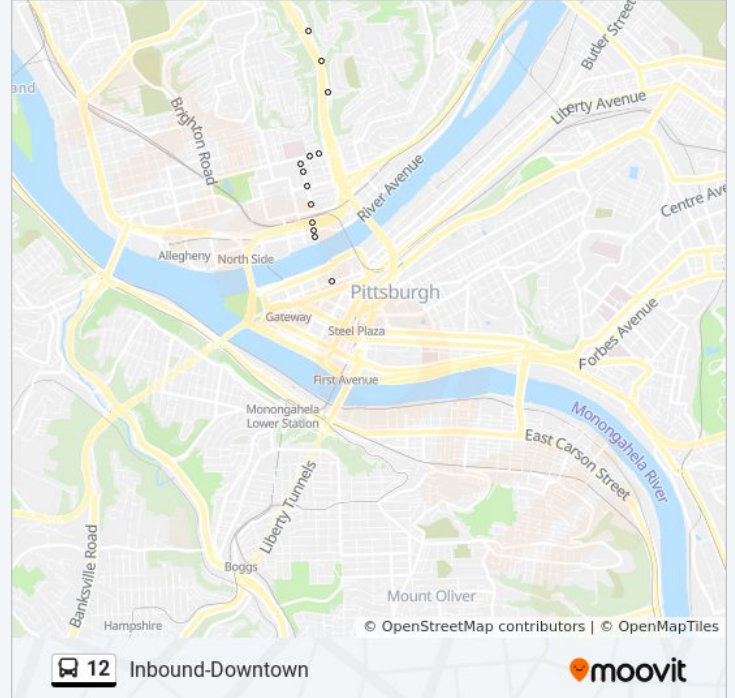 Butler Street
and
Liberty Avenue
Brighton Road
River Avenue
Centre Ave
Allegheny
North Side
Pittsburgh
Gateway
Steel Plaza
Forbes Avenue
First Avenue
Monongahela
Lower Station
Monongahela River
East Carson Street
Liberty Tunnels
Banksville Road
Boggs
Mount Oliver
Hampshire
© OpenStreetMap contributors | © OpenMapTiles
12 Inbound-Downtown
moovit